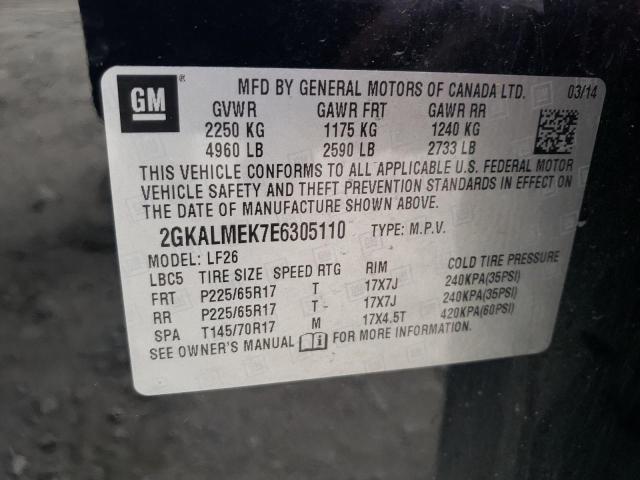 GM ® MFD BY GENERAL MOTORS OF CANADA LTD. 03/14
GVWR GAWR FRT GAWR RR
2250 KG 1175 KG 1240 KG
4960 LB 2590 LB 2733 LB
THIS VEHICLE CONFORMS TO ALL APPLICABLE U.S. FEDERAL MOTOR
VEHICLE SAFETY AND THEFT PREVENTION STANDARDS IN EFFECT ON
THE DATE OF MANUFACTURE SHOWN ABOVE.
2GKALMEK7E6305110 TYPE: M.P.V.
MODEL: LF26
LBC5 TIRE SIZE SPEED RTG RIM COLD TIRE PRESSURE
FRT P225/65R17 T 17X7J 240KPA(35PSI)
RR P225/65R17 T 17X7J 240KPA(35PSI)
SPA T145/70R17 M 17X4.5T 420KPA(60PSI)
SEE OWNER'S MANUAL i FOR MORE INFORMATION.